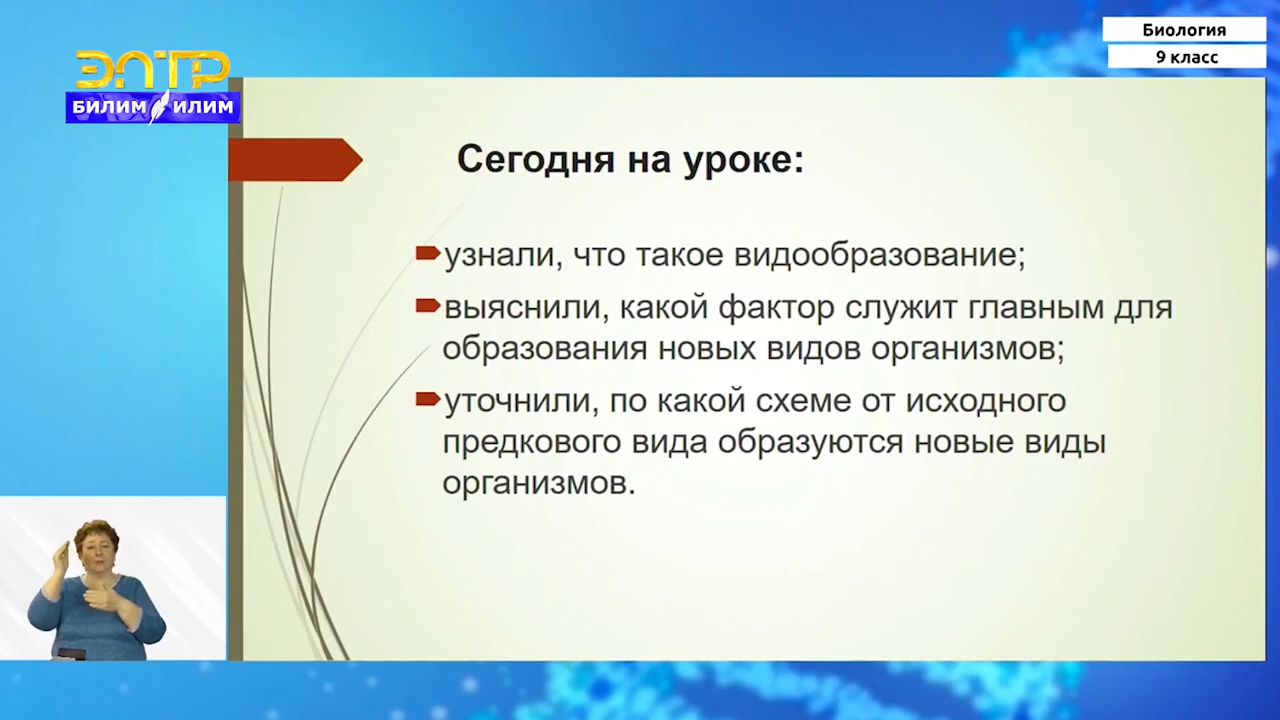 Биология
9 класс
ЭЛТР
БИЛИМ ИЛИМ
Сегодня на уроке:
узнали, что такое видообразование;
выяснили, какой фактор служит главным для
образования новых видов организмов;
уточнили, по какой схеме от исходного
предкового вида образуются новые виды
организмов.